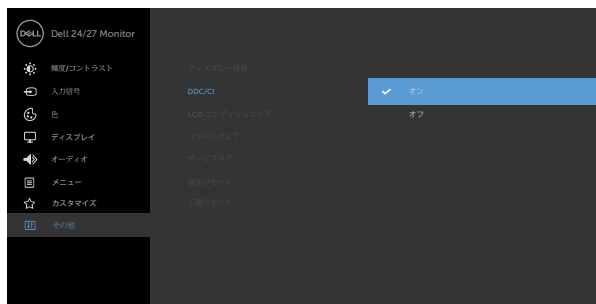 DELL
Dell 24/27 Monitor
輝度/コントラスト
入力信号
色
ディスプレイ
オーディオ
メニュー
カスタマイズ
その他
ディスプレー情報
DDC/CI
LCD コンディショニング
ファームウェア
サービスタグ
他をリセット
工場リセット
オン
オフ